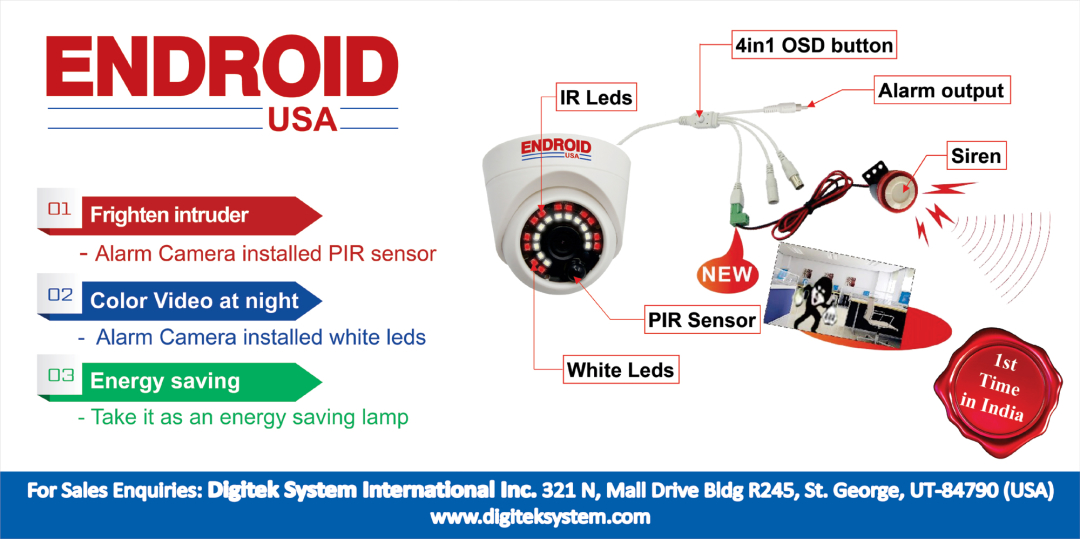 ENDROID
USA
01 Frighten intruder
- Alarm Camera installed PIR sensor
02 Color Video at night
- Alarm Camera installed white leds
03 Energy saving
- Take it as an energy saving lamp
4in1 OSD button
IR Leds
Alarm output
Siren
ENDROID
USA
NEW
PIR Sensor
White Leds
1st
Time
in India
For Sales Enquiries: Digitek System International Inc. 321 N, Mall Drive Bldg R245, St. George, UT-84790 (USA)
www.digiteksystem.com